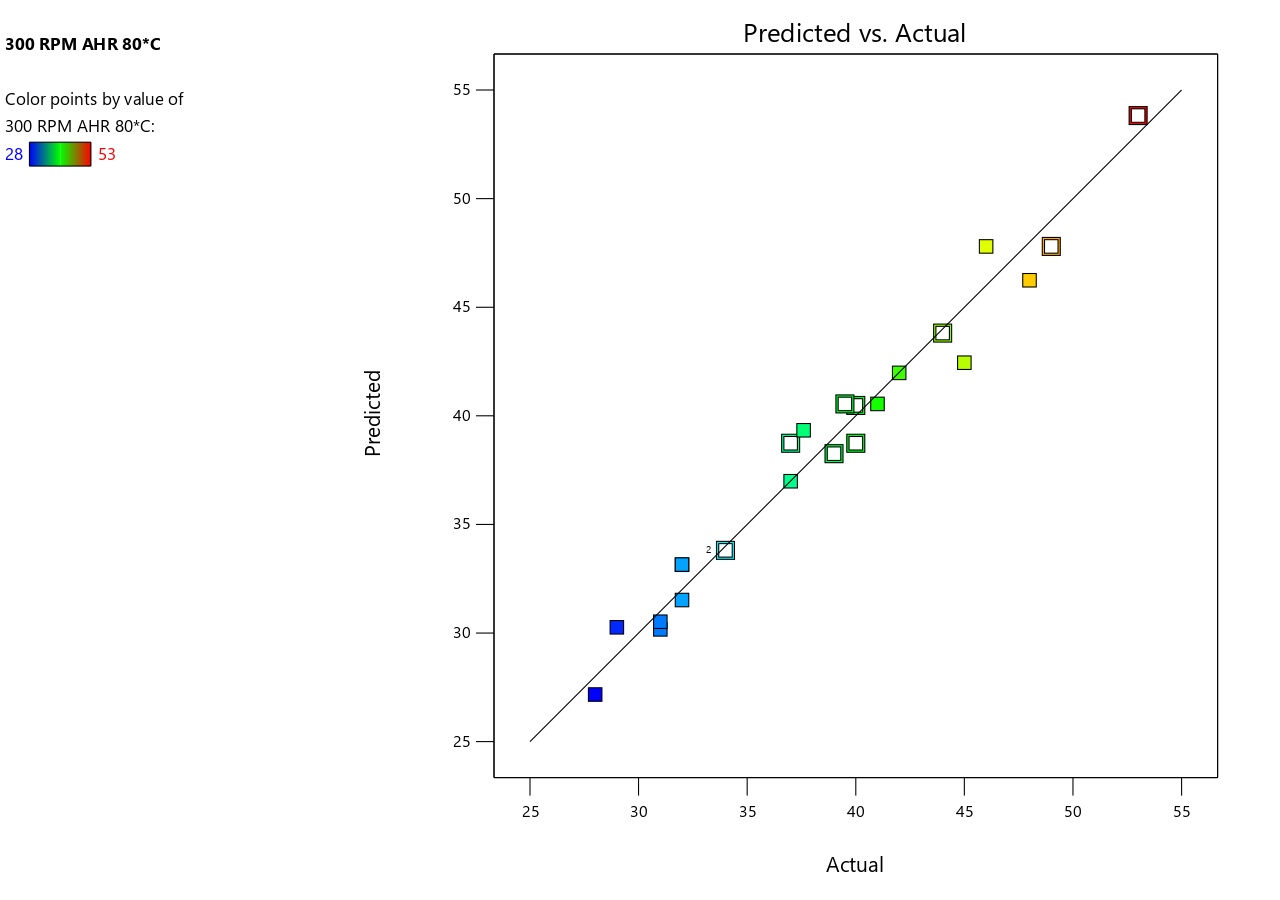 300 RPM AHR 80*C
Color points by value of
300 RPM AHR 80*C:
28 53
Predicted vs. Actual
55
50
45
40
35
30
25
Predicted
2
25 30 35 40 45 50 55
Actual